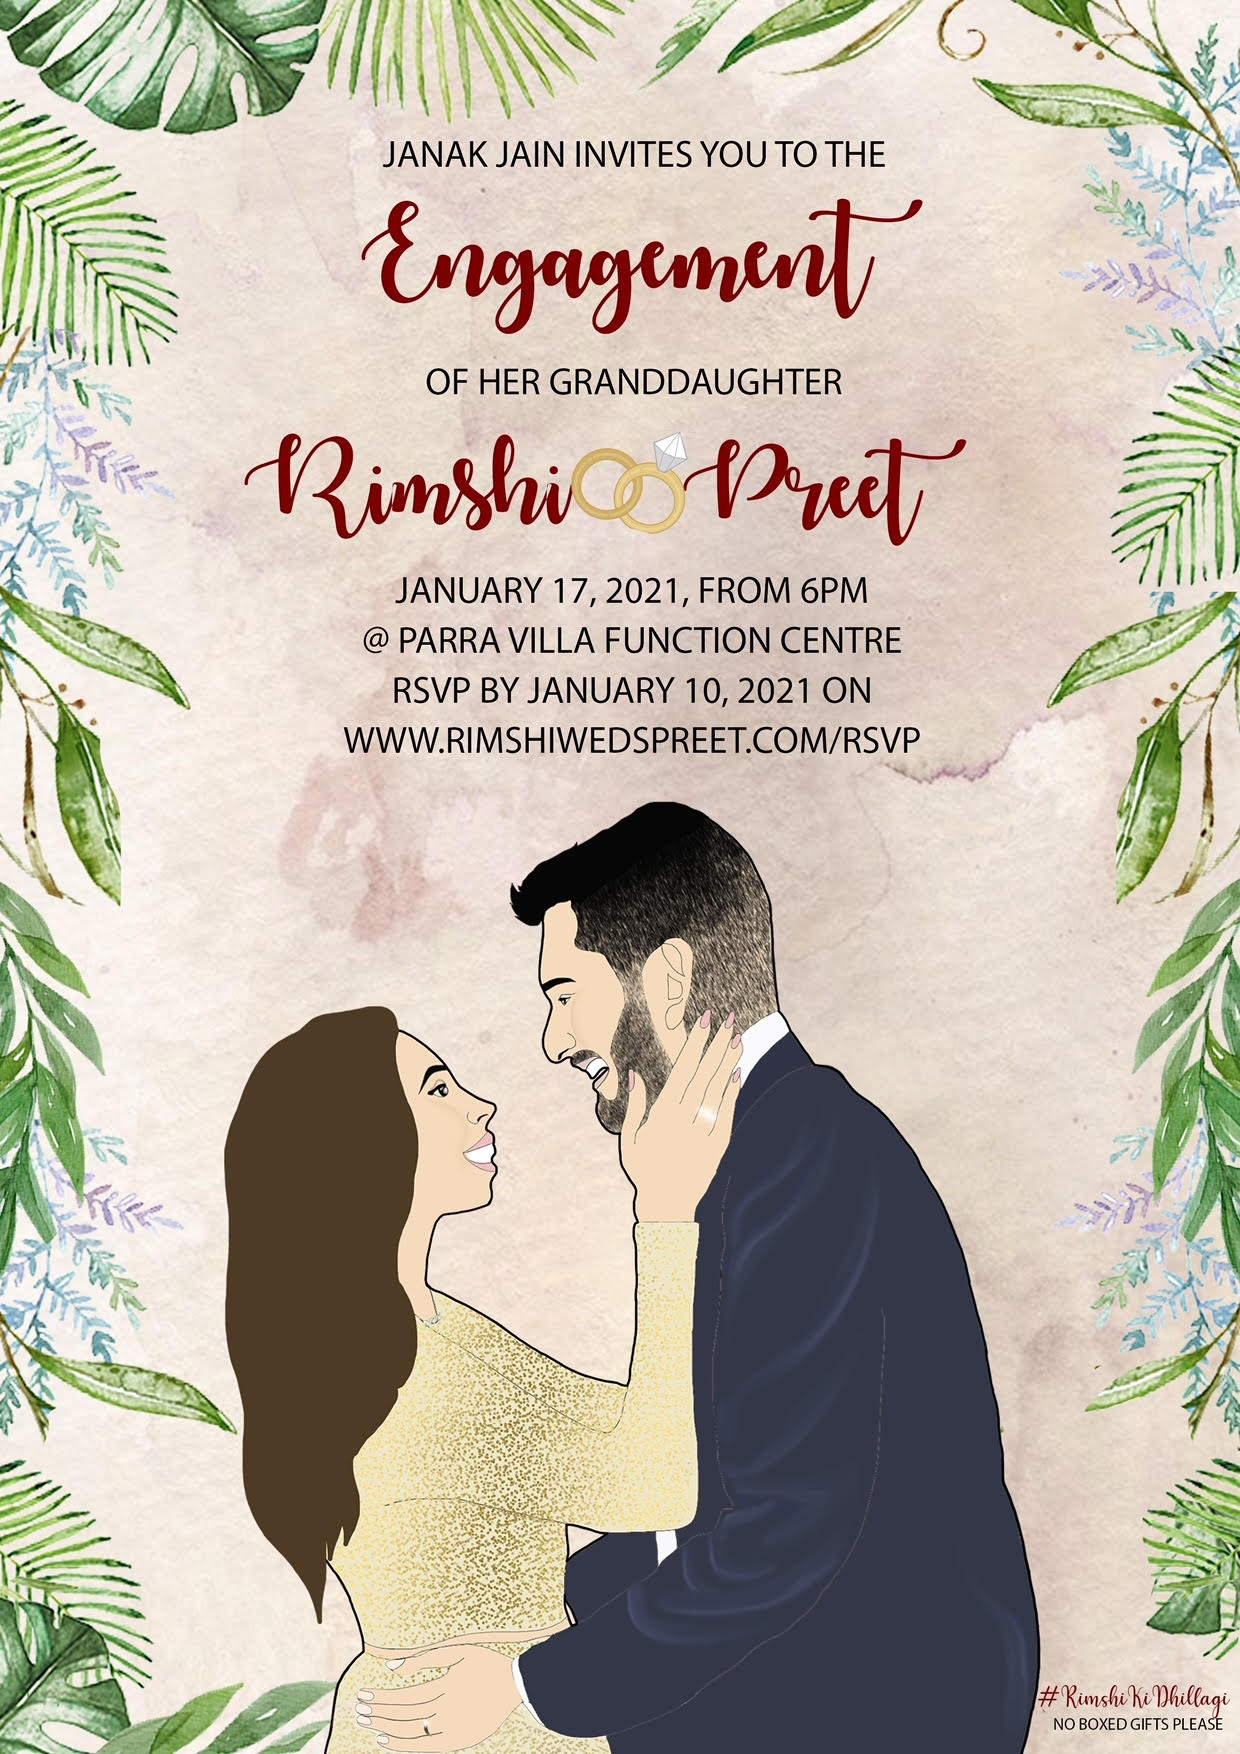 JANAK JAIN INVITES YOU TO THE
Engagement
OF HER GRANDDAUGHTER
Rimshi Preet
JANUARY 17, 2021, FROM 6PM
@ PARRA VILLA FUNCTION CENTRE
RSVP BY JANUARY 10, 2021 ON
WWW.RIMSHIWEDSPREET.COM/RSVP
#RimshiKiDhillagi
NO BOXED GIFTS PLEASE